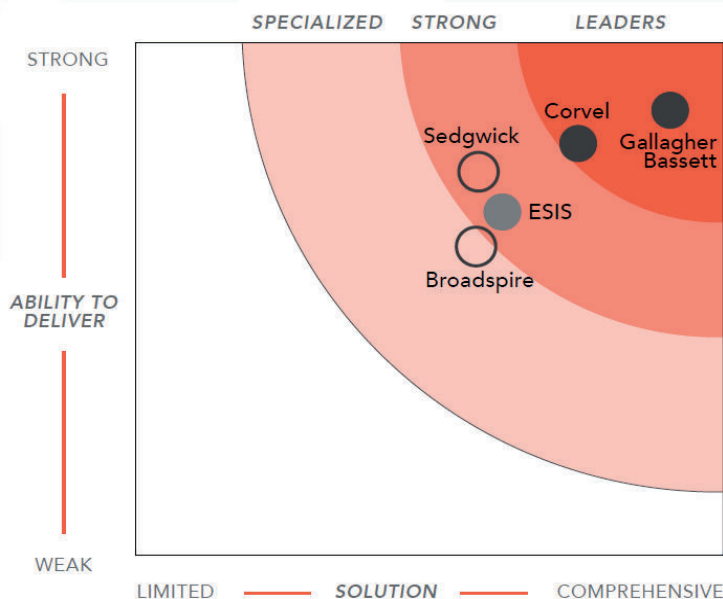 SPECIALIZED STRONG LEADERS
STRONG
Corvel
Sedgwick
Gallagher
Bassett
ESIS
Broadspire
ABILITY TO
DELIVER
WEAK
LIMITED SOLUTION COMPREHENSIVE